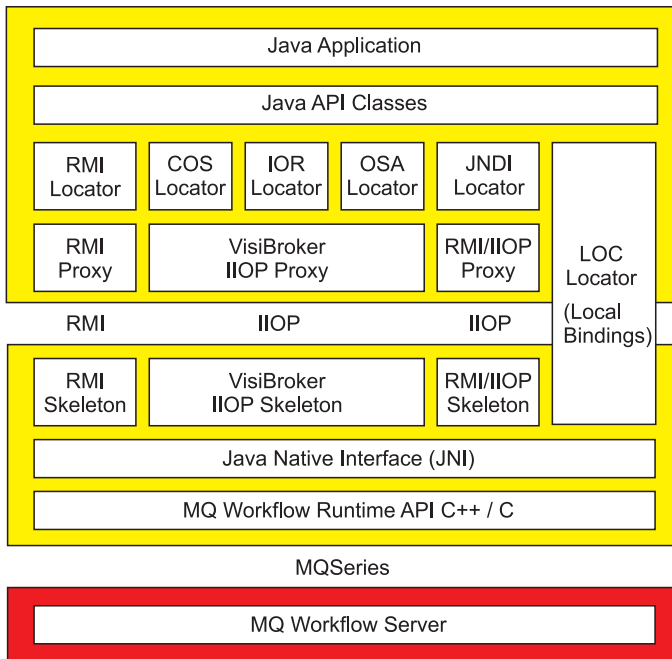 Java Application
Java API Classes
RMI
Locator
COS
Locator
IOR
Locator
OSA
Locator
JNDI
Locator
LOC
Locator
(Local
Bindings)
RMI
Proxy
VisiBroker
IIOP Proxy
RMI/IIOP
Proxy
RMI
IIOP
IIOP
RMI
Skeleton
VisiBroker
IIOP Skeleton
RMI/IIOP
Skeleton
Java Native Interface (JNI)
MQ Workflow Runtime API C++ / C
MQSeries
MQ Workflow Server